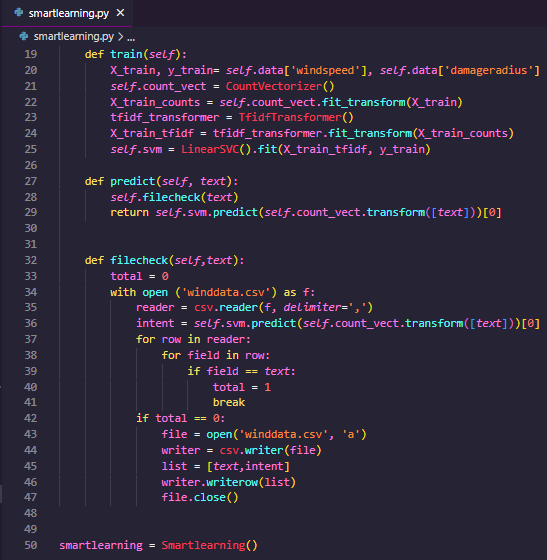 smartlearning.py ×
smartlearning.py > ...
19     def train(self):
20         X_train, y_train= self.data['windspeed'], self.data['damageradius']
21         self.count_vect = CountVectorizer()
22         X_train_counts = self.count_vect.fit_transform(X_train)
23         tfidf_transformer = TfidfTransformer()
24         X_train_tfidf = tfidf_transformer.fit_transform(X_train_counts)
25         self.svm = LinearSVC().fit(X_train_tfidf, y_train)
26
27     def predict(self, text):
28         self.filecheck(text)
29         return self.svm.predict(self.count_vect.transform([text]))[0]
30
31
32     def filecheck(self,text):
33         total = 0
34         with open ('winddata.csv') as f:
35             reader = csv.reader(f, delimiter=',')
36             intent = self.svm.predict(self.count_vect.transform([text]))[0]
37             for row in reader:
38                 for field in row:
39                     if field == text:
40                         total = 1
41                         break
42             if total == 0:
43                 file = open('winddata.csv', 'a')
44                 writer = csv.writer(file)
45                 list = [text,intent]
46                 writer.writerow(list)
47                 file.close()
48
49
50 smartlearning = Smartlearning()